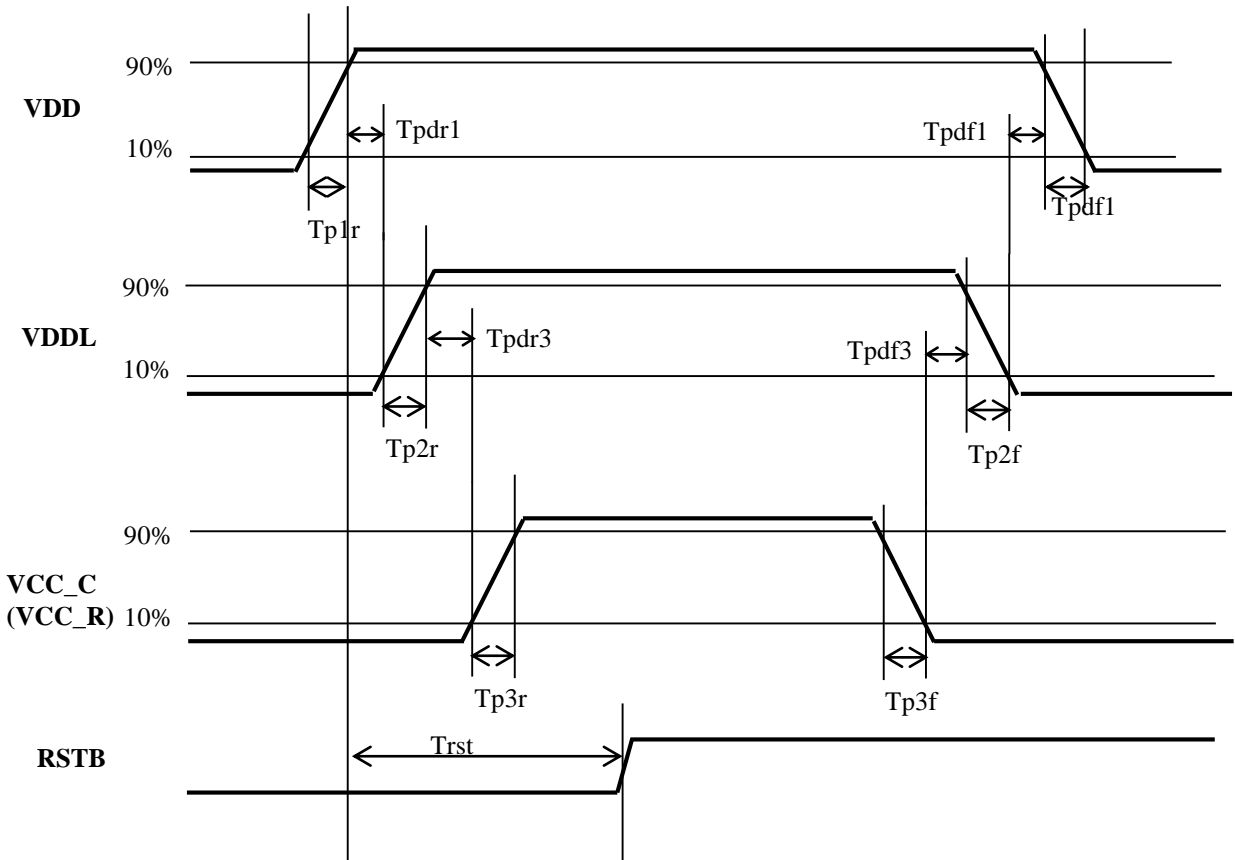 90%
VDD
Tpdr1
Tpdf1
10%
Tp1r
Tpdf1
90%
VDDL
Tpdr3
Tpdf3
10%
Tp2r
Tp2f
90%
VCC_C
(VCC_R) 10%
Tp3r
Tp3f
Trst
RSTB